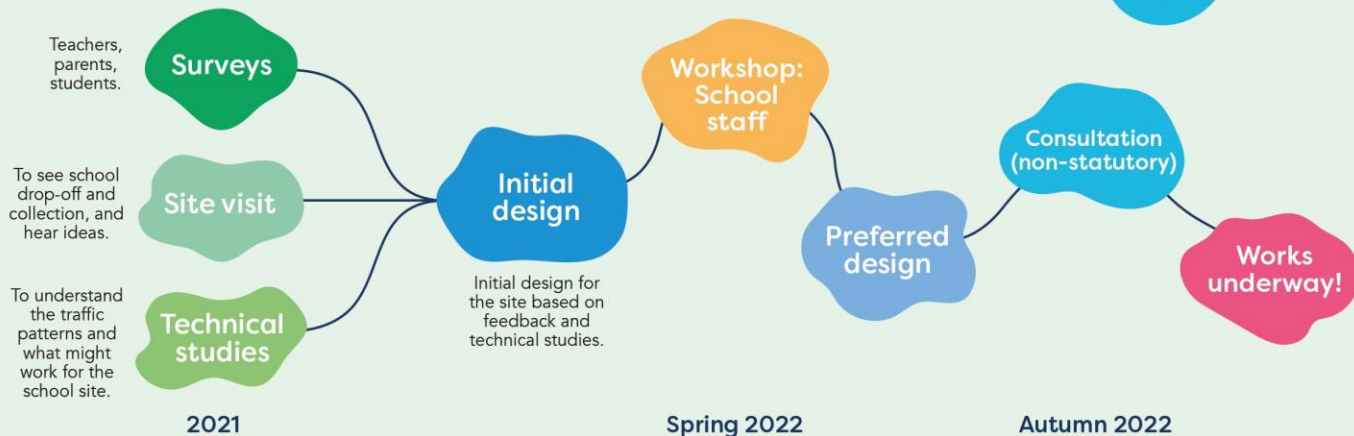 Teachers,
parents,
students.
Surveys
To see school
drop-off and
collection, and
hear ideas.
Site visit
To understand
the traffic
patterns and
what might
work for the
school site.
Technical
studies
2021
Initial
design
Initial design for
the site based on
feedback and
technical studies.
Workshop:
School
staff
Spring 2022
Preferred
design
Consultation
(non-statutory)
Autumn 2022
Works
underway!